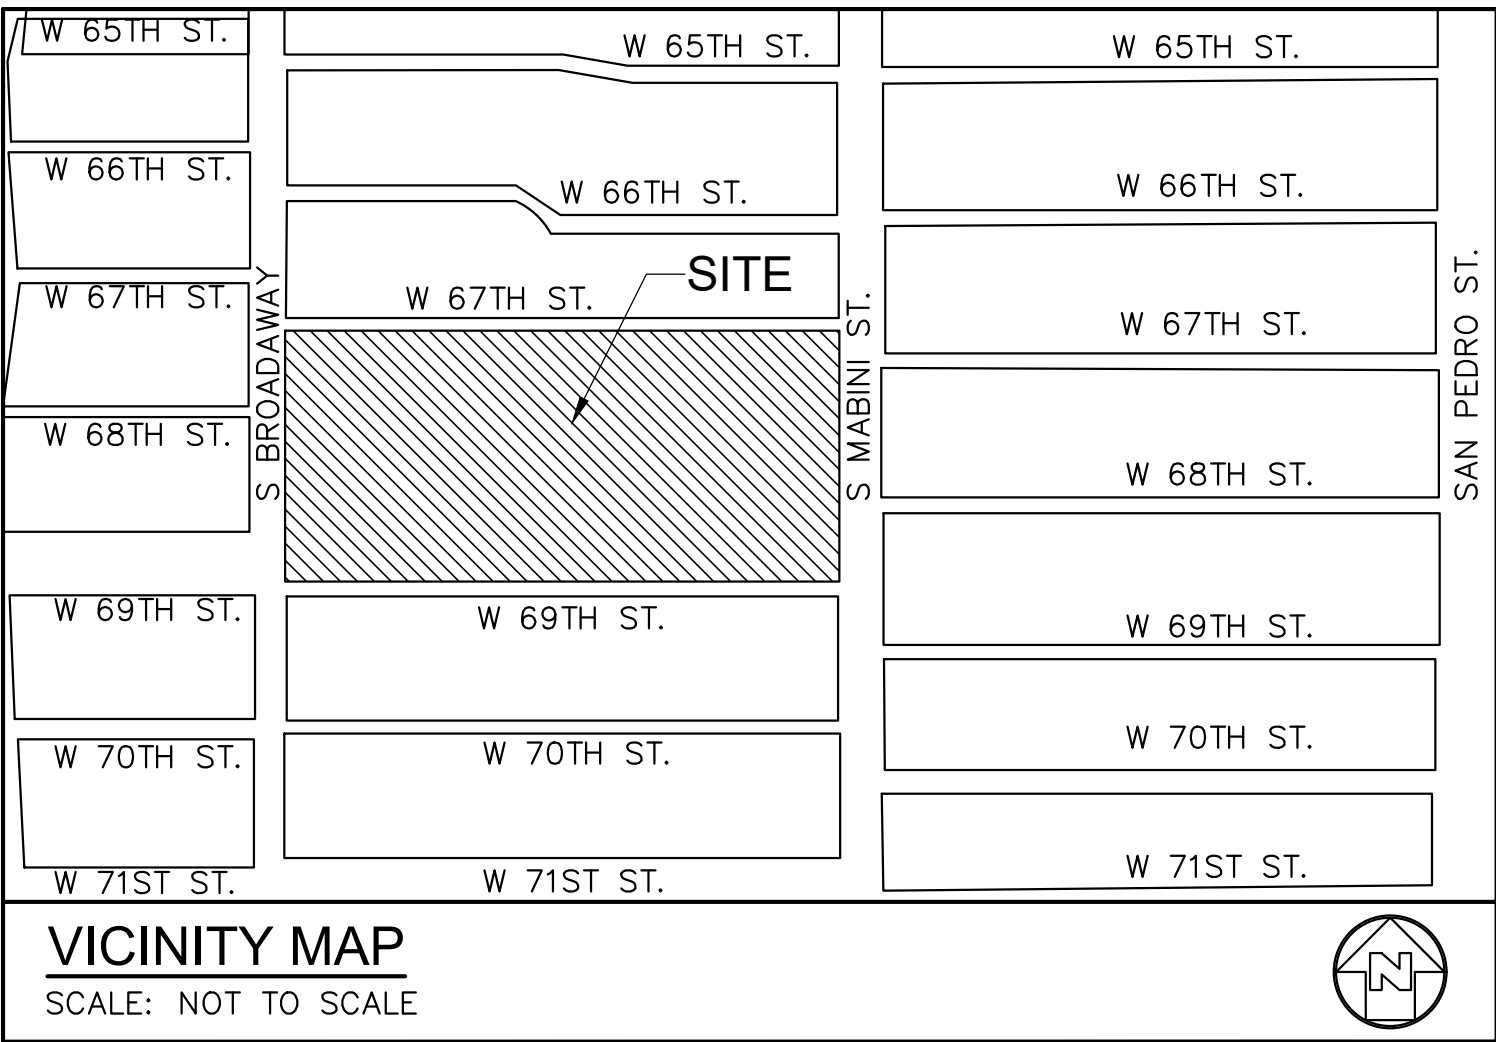 W 65TH ST.
W 65TH ST.
W 65TH ST.
W 66TH ST.
W 66TH ST.
W 66TH ST.
S BROADAWAY
W 67TH ST.
W 67TH ST.
SITE
S MABINI ST.
W 67TH ST.
SAN PEDRO ST.
W 68TH ST.
W 68TH ST.
W 69TH ST.
W 69TH ST.
W 69TH ST.
W 70TH ST.
W 70TH ST.
W 70TH ST.
W 71ST ST.
W 71ST ST.
W 71ST ST.
VICINITY MAP
SCALE: NOT TO SCALE
N